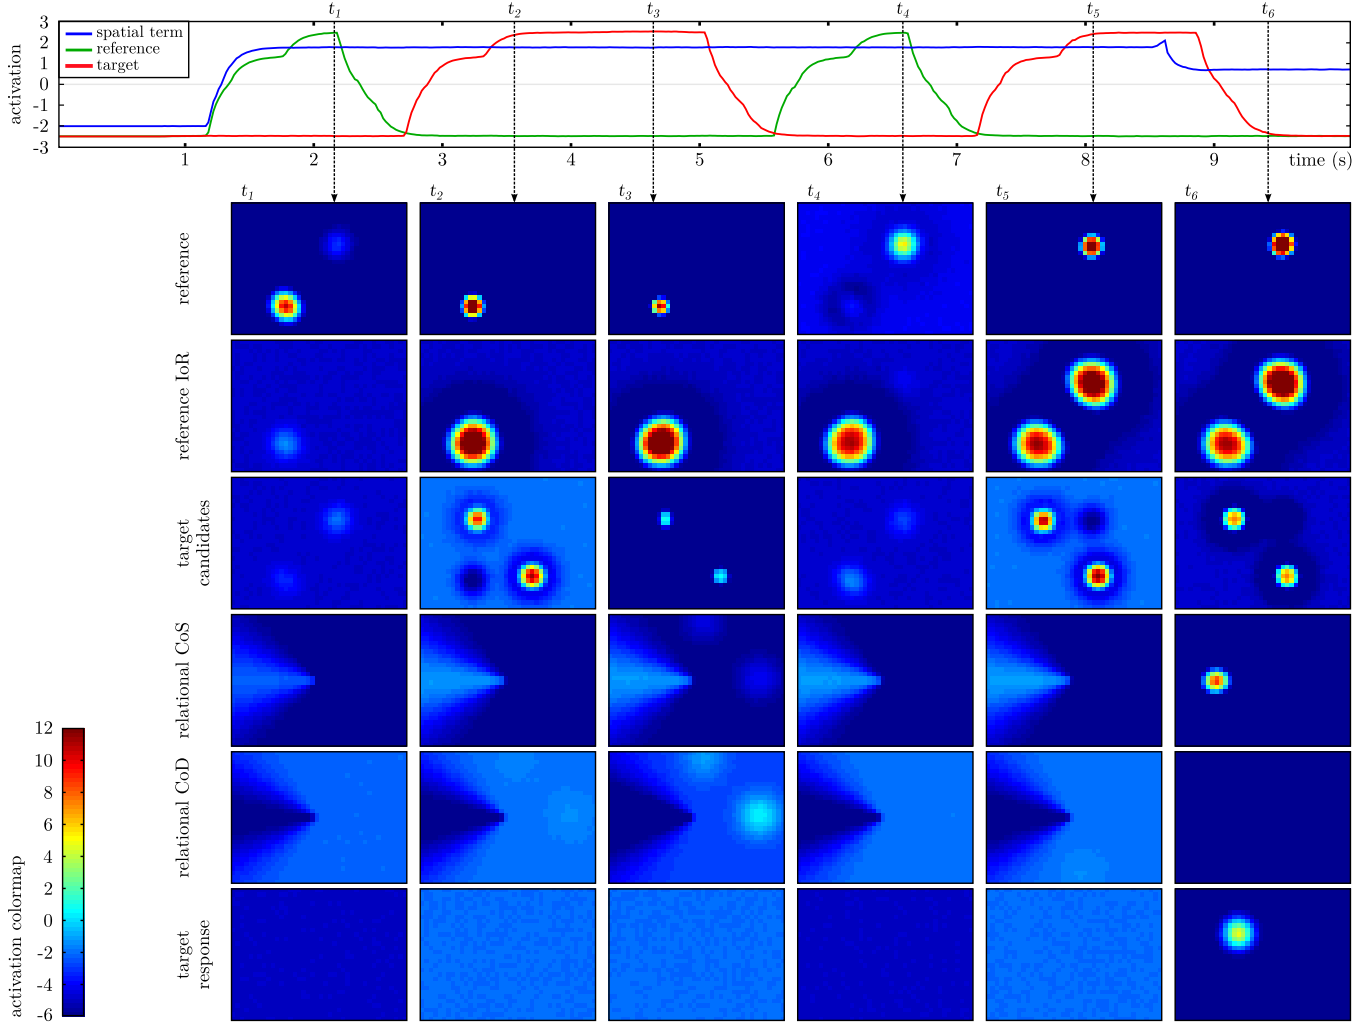 t1 t2 t3 t4 t5 t6
3
2
1
0
-1
-2
-3
activation
spatial term
reference
target
1 2 3 4 5 6 7 8 9 time (s)
t1 t2 t3 t4 t5 t6
reference
reference IoR
target
candidates
relational CoS
relational CoD
target
response
activation colormap
12
10
8
6
4
2
0
-2
-4
-6